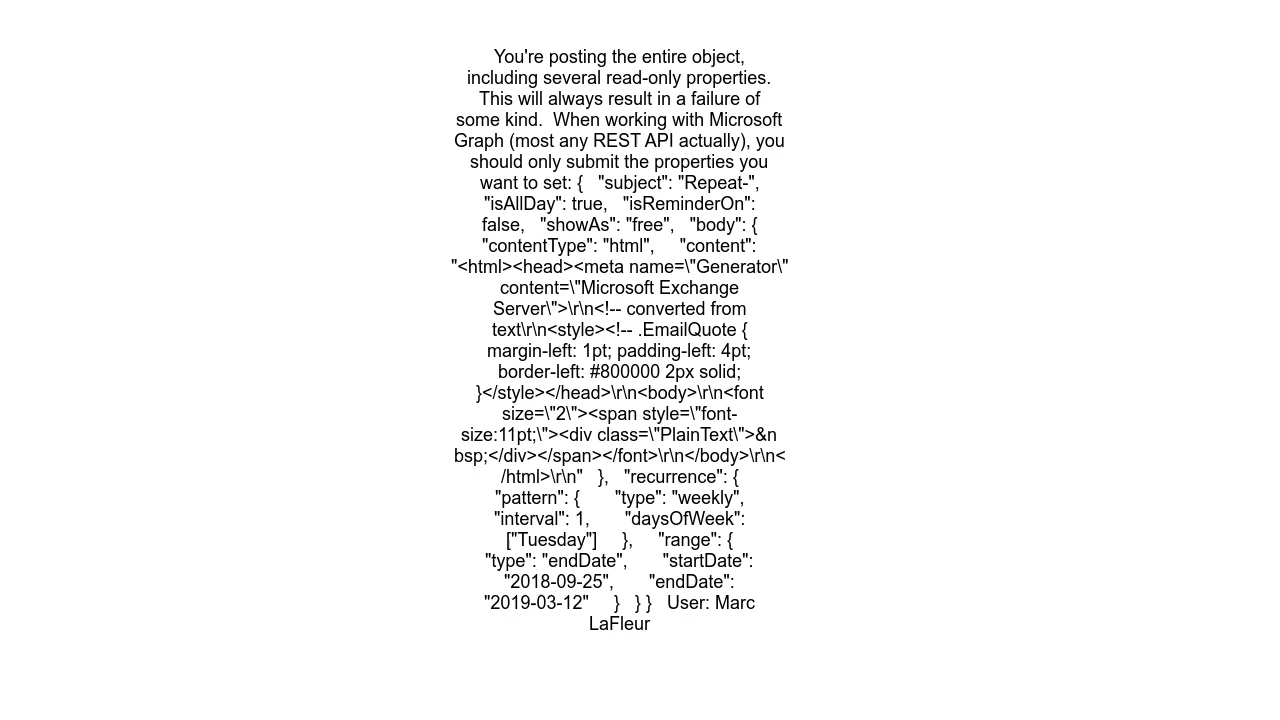 You're posting the entire object,
including several read-only properties.
This will always result in a failure of
some kind.  When working with Microsoft
Graph (most any REST API actually), you
should only submit the properties you
want to set: {   "subject": "Repeat-",
"isAllDay": true,   "isReminderOn":
false,   "showAs": "free",   "body": {
"contentType": "html",     "content":
"<html><head><meta name=\"Generator\"
content=\"Microsoft Exchange
Server\">\r\n<!-- converted from
text\r\n<style><!-- .EmailQuote {
margin-left: 1pt; padding-left: 4pt;
border-left: #800000 2px solid;
}</style></head>\r\n<body>\r\n<font
size=\"2\"><span style=\"font-
size:11pt;\"><div class=\"PlainText\">&n
bsp;</div></span></font>\r\n</body>\r\n<
/html>\r\n"   },   "recurrence": {
"pattern": {       "type": "weekly",
"interval": 1,       "daysOfWeek":
["Tuesday"]     },     "range": {
"type": "endDate",       "startDate":
"2018-09-25",       "endDate":
"2019-03-12"     }   } }   User: Marc
LaFleur